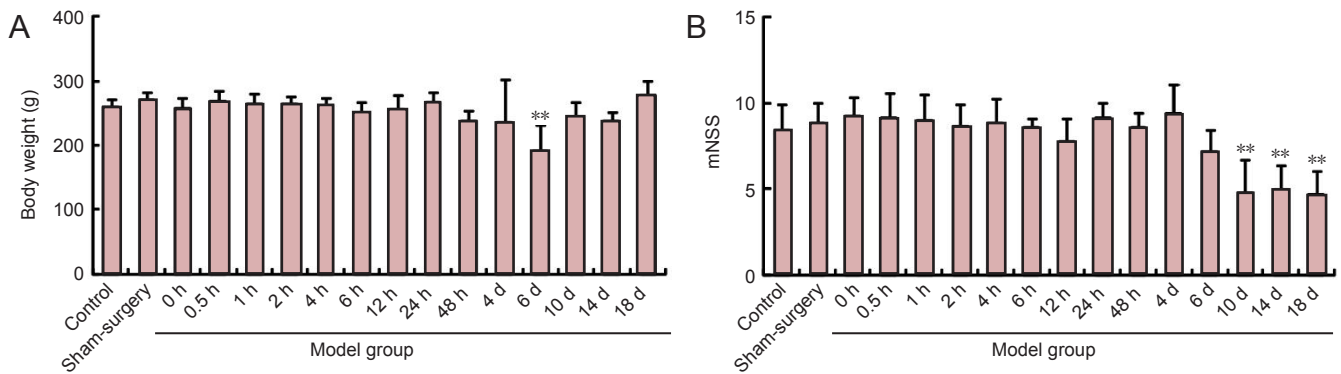 A
Body weight (g)
400
300
200
100
0
**
Control
Sham-surgery
0 h
0.5 h
1 h
2 h
4 h
6 h
12 h
24 h
48 h
4 d
6 d
10 d
14 d
18 d
Model group
B
mNSS
15
10
5
0
**
**
**
Control
Sham-surgery
0 h
0.5 h
1 h
2 h
4 h
6 h
12 h
24 h
48 h
4 d
6 d
10 d
14 d
18 d
Model group